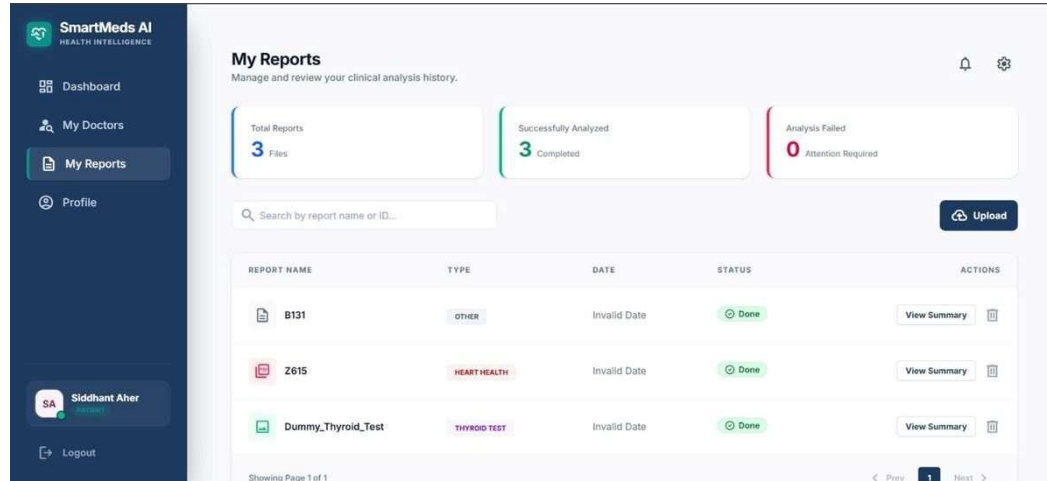 SmartMeds AI
HEALTH INTELLIGENCE
Dashboard
My Doctors
My Reports
Profile
Siddhant Aher
SA
PATIENT
Logout
My Reports
Manage and review your clinical analysis history.
Total Reports
3 Files
Successfully Analyzed
3 Completed
Analysis Failed
0 Attention Required
Search by report name or ID...
Upload
REPORT NAME TYPE DATE STATUS ACTIONS
B131 OTHER Invalid Date Done View Summary
Z615 HEART HEALTH Invalid Date Done View Summary
Dummy_Thyroid_Test THYROID TEST Invalid Date Done View Summary
Showing Page 1 of 1
Prev 1 Next